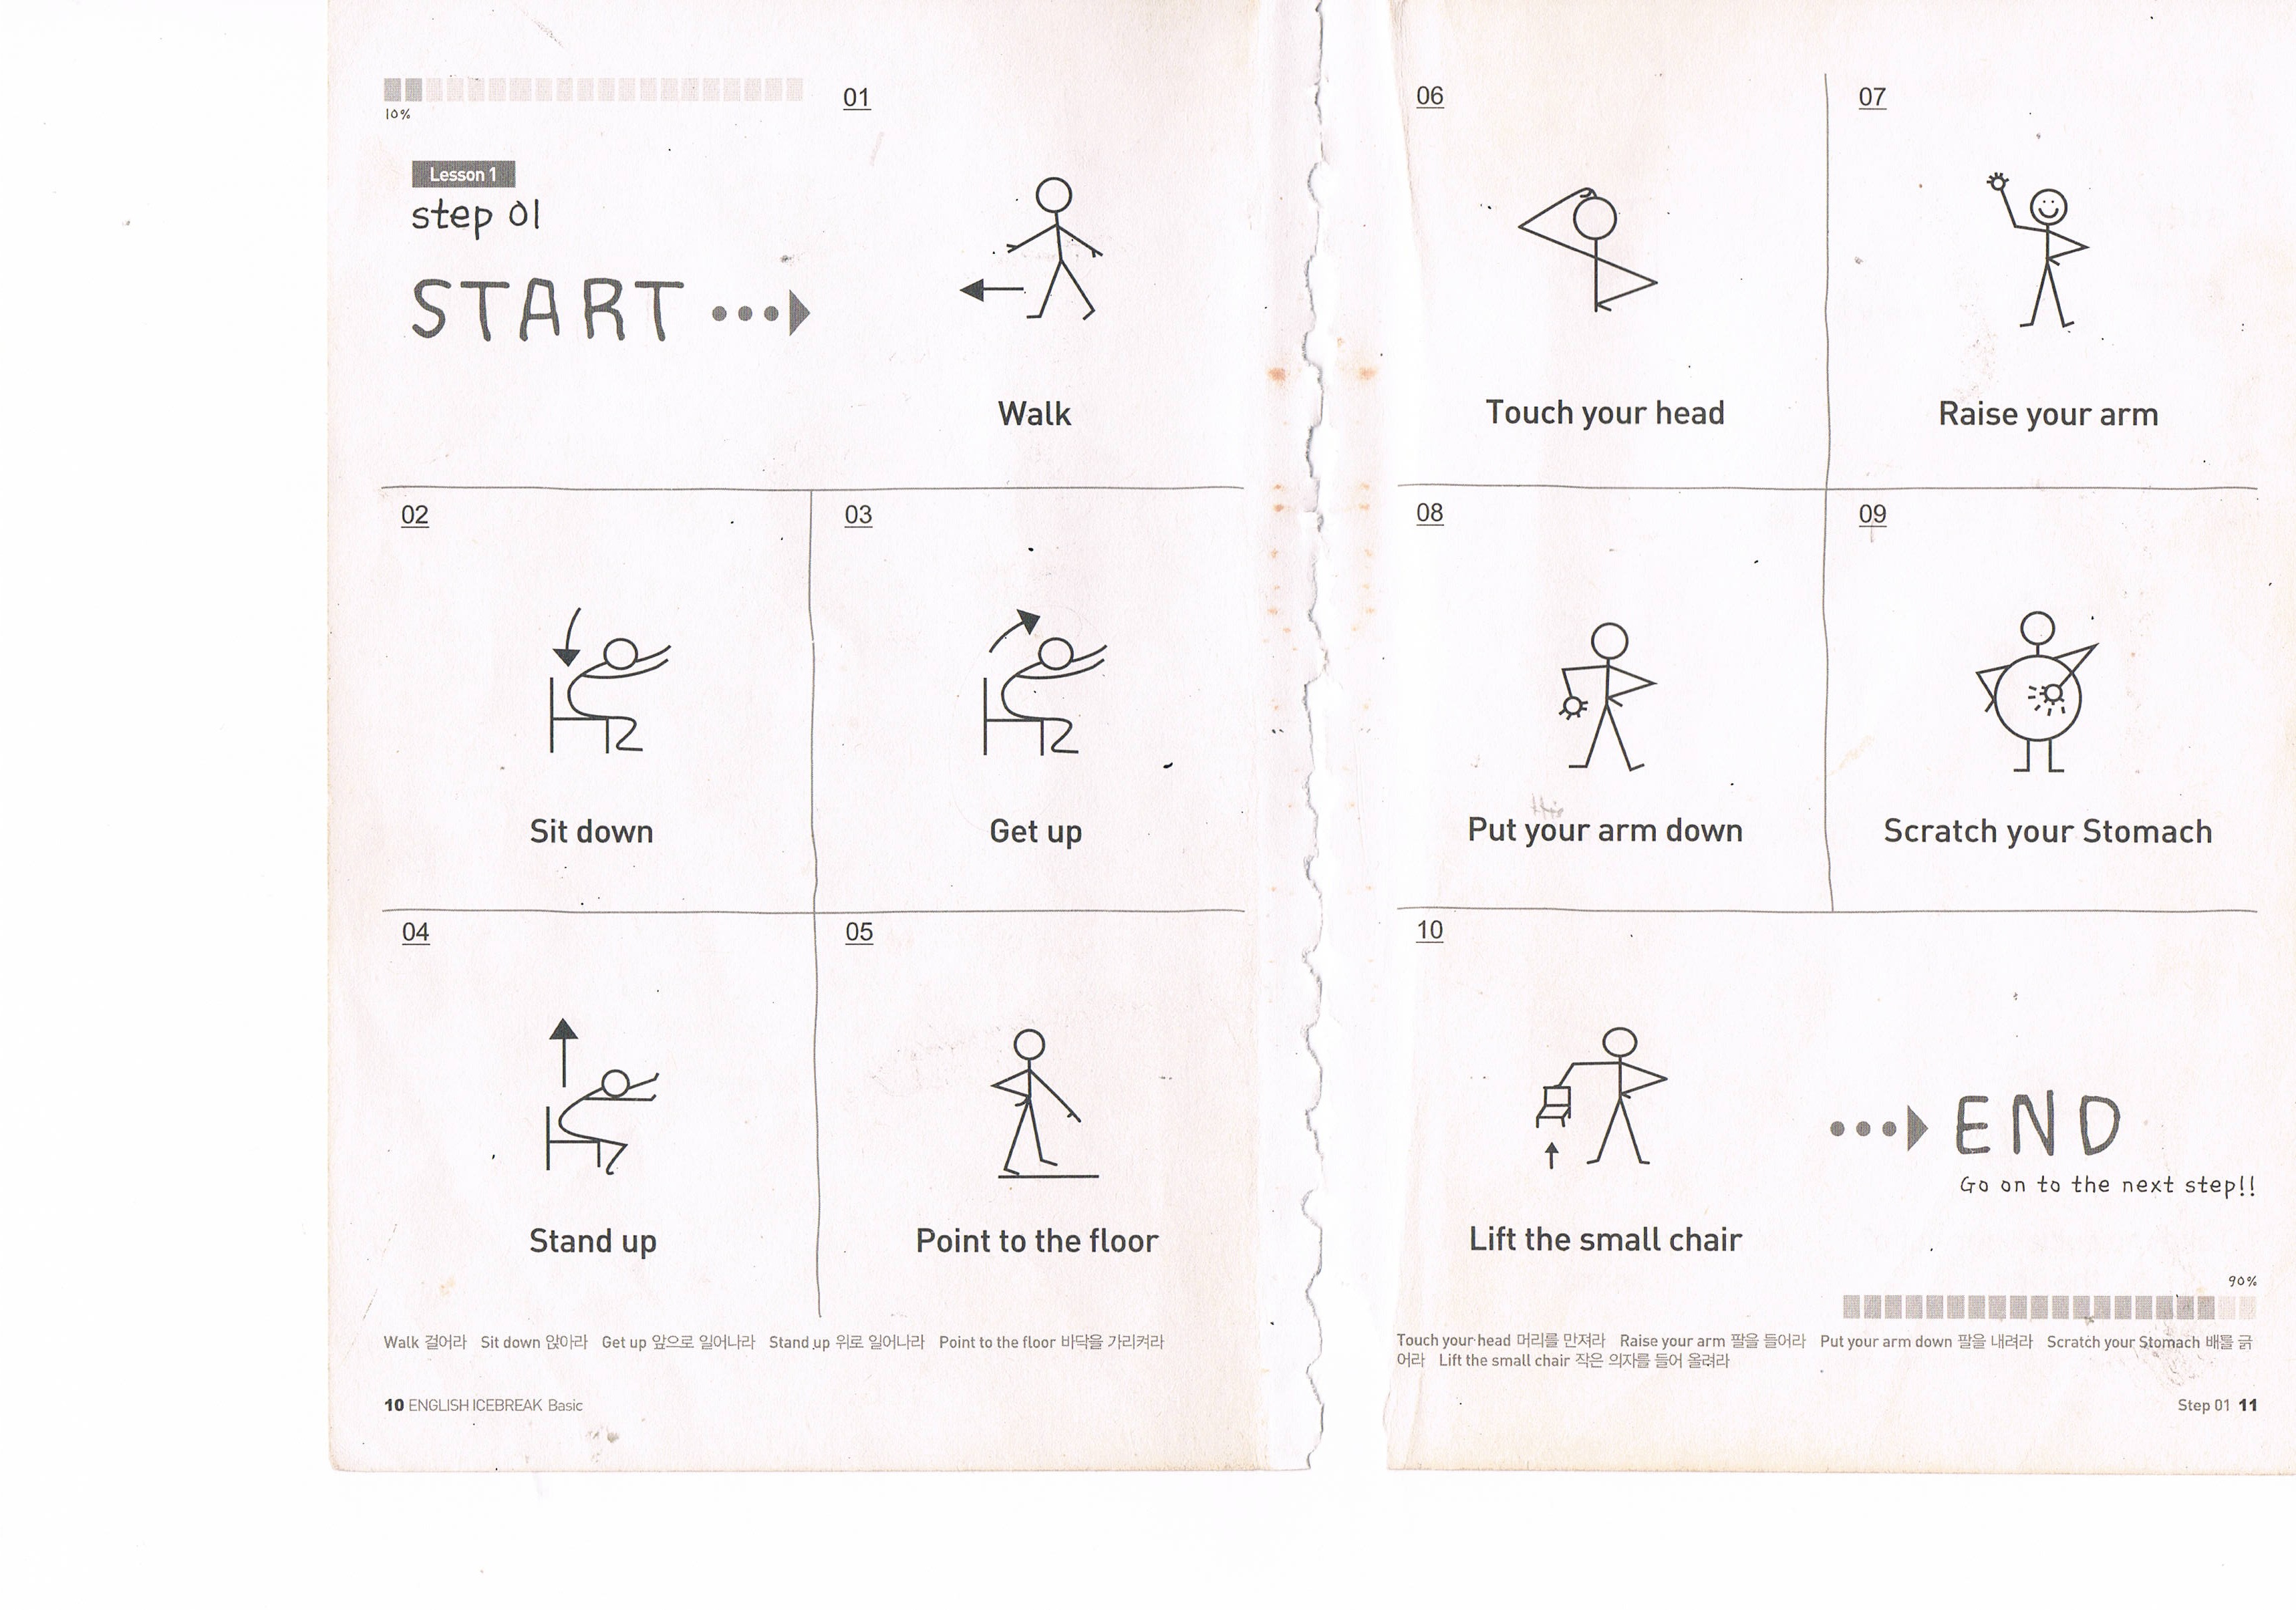 10%
Lesson 1
step 01
START
01
Walk
02
Sit down
03
Get up
04
Stand up
05
Point to the floor
Walk 걸어라 Sit down 앉아라 Get up 앞으로 일어나라 Stand up 위로 일어나라 Point to the floor 바닥을 가리켜라
10 ENGLISH ICEBREAK Basic
06
Touch your head
07
Raise your arm
08
Put your arm down
09
Scratch your Stomach
10
Lift the small chair
END
Go on to the next step!!
90%
Touch your head 머리를 만져라 Raise your arm 팔을 들어라 Put your arm down 팔을 내려라 Scratch your Stomach 배를 긁
어라 Lift the small chair 작은 의자를 들어 올려라
Step 01 11